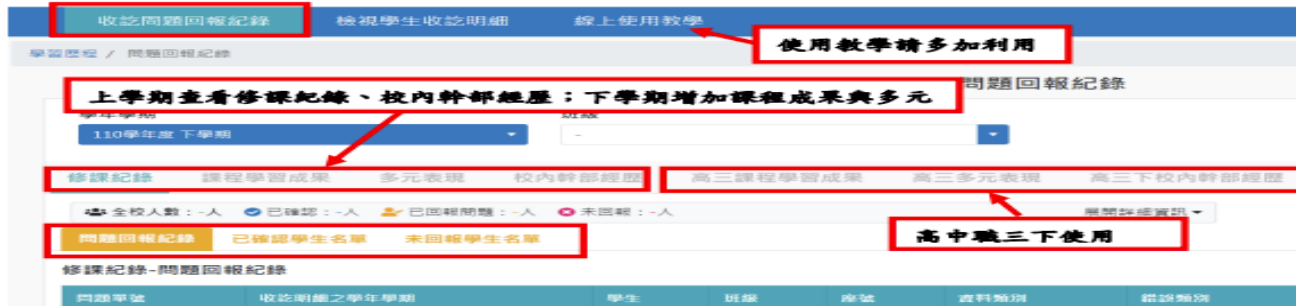 收訖問題回報紀錄 檢視學生收訖明細 線上使用教學
使用教學請多加利用
學習歷程 / 問題回報紀錄
問題回報紀錄
上學期查看修課紀錄、校內幹部經歷；下學期增加課程成果與多元
學年學期 班級
110學年度 下學期 -
修課紀錄 課程學習成果 多元表現 校內幹部經歷 高三課程學習成果 高三多元表現 高三下校內幹部經歷
全校人數：-人 已確認：-人 已回報問題：-人 未回報：-人 展開詳細資訊
問題回報紀錄 已確認學生名單 未回報學生名單
高中職三下使用
修課紀錄-問題回報紀錄
問題單號 收訖明細之學年學期 學生 班級 座號 資料類別 錯誤類別